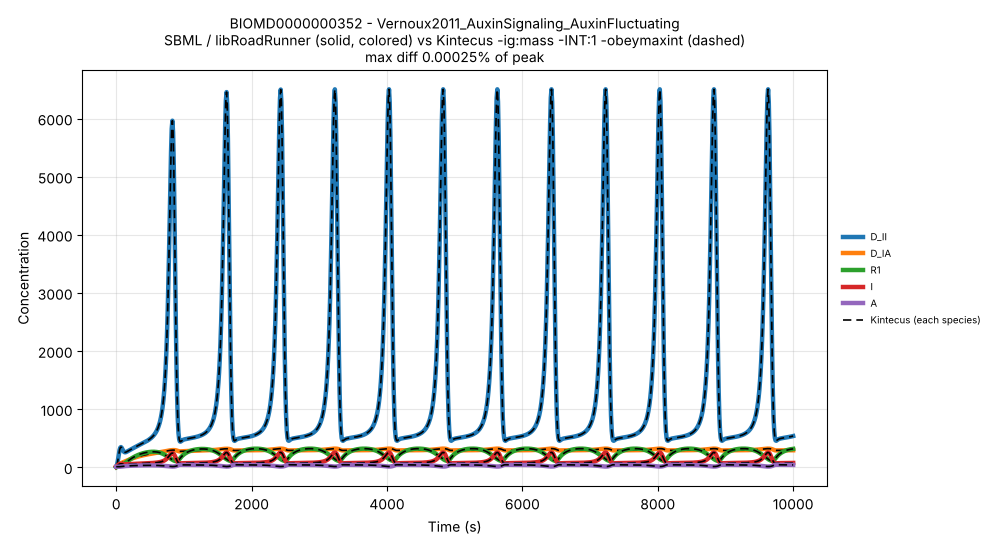 BIOMD0000000352 - Vernoux2011_AuxinSignaling_AuxinFluctuating
SBML / libRoadRunner (solid, colored) vs Kintecus -ig:mass -INT:1 -obeymaxint (dashed)
max diff 0.00025% of peak
Concentration
6000
5000
4000
3000
2000
1000
0
0
2000
4000
6000
8000
10000
Time (s)
D_II
D_IA
R1
I
A
Kintecus (each species)